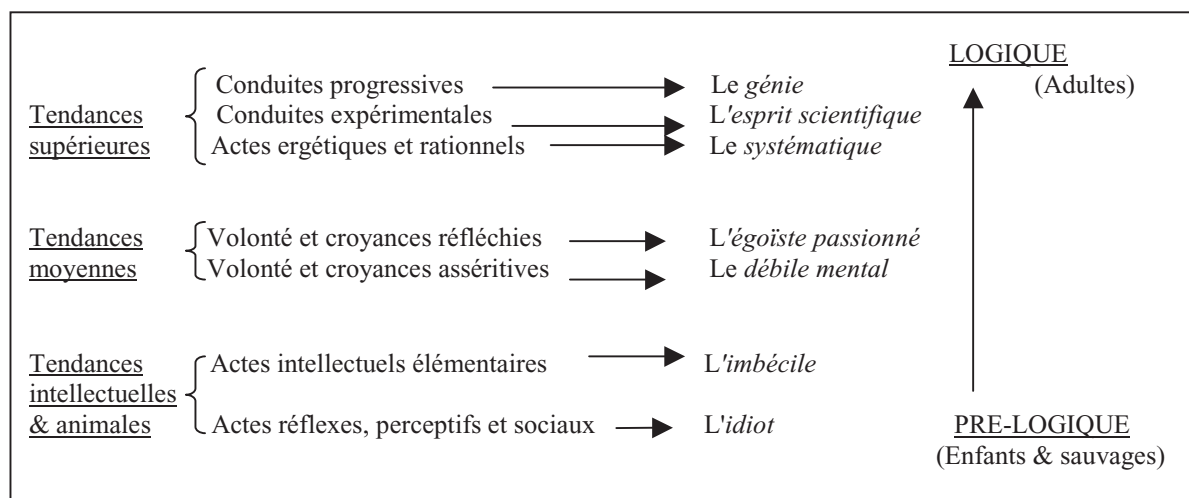 LOGIQUE
(Adultes)
Conduites progressives Le génie
Tendances Conduites expérimentales L'esprit scientifique
supérieures Actes ergétiques et rationnels Le systématique
Tendances Volonté et croyances réfléchies L'égoïste passionné
moyennes Volonté et croyances asséritives Le débile mental
Tendances Actes intellectuels élémentaires L'imbécile
intellectuelles
& animales Actes réflexes, perceptifs et sociaux L'idiot PRE-LOGIQUE
(Enfants & sauvages)